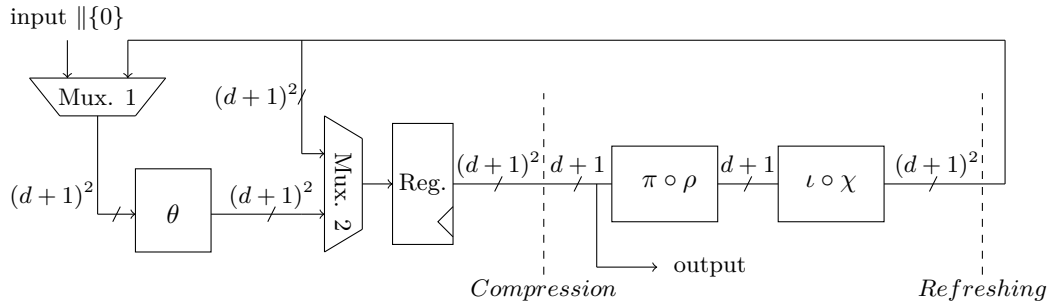 input ∥{0}
Mux. 1
(d + 1)²
(d + 1)²
θ
(d + 1)²
Mux. 2
Reg.
(d + 1)²
d + 1
π ∘ ρ
d + 1
ι ∘ χ
(d + 1)²
output
Compression
Refreshing